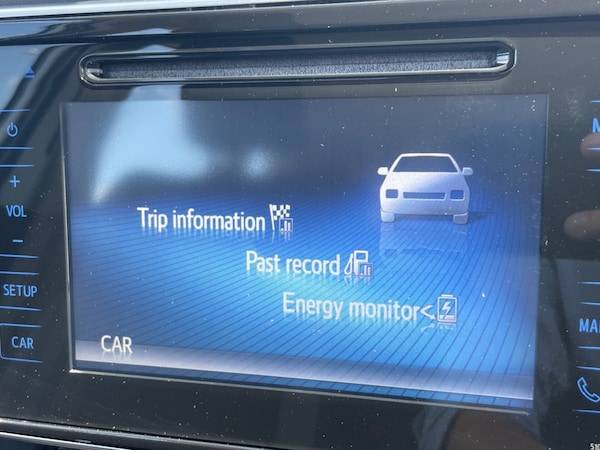 Trip information
Past record
Energy monitor
CAR
+
VOL
−
SETUP
CAR